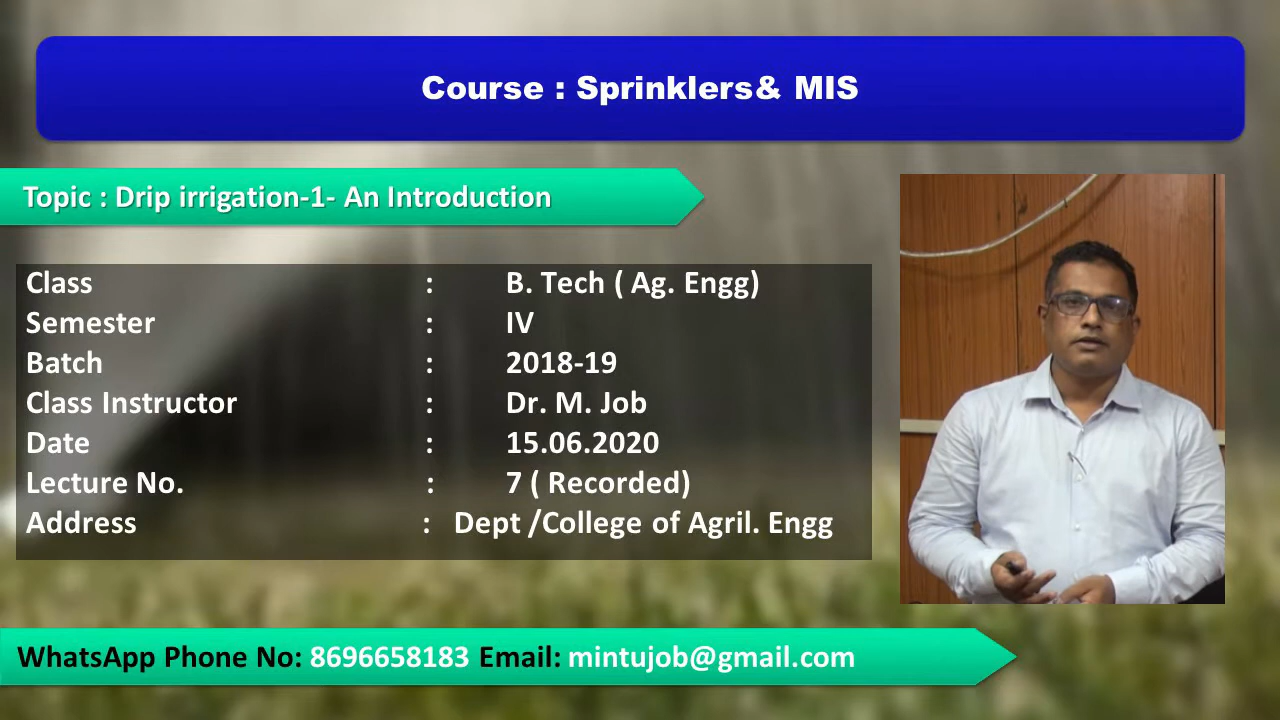 Course : Sprinklers& MIS
Topic : Drip irrigation-1- An Introduction
Class : B. Tech ( Ag. Engg)
Semester : IV
Batch : 2018-19
Class Instructor : Dr. M. Job
Date : 15.06.2020
Lecture No. : 7 ( Recorded)
Address : Dept /College of Agril. Engg
WhatsApp Phone No: 8696658183 Email: mintujob@gmail.com